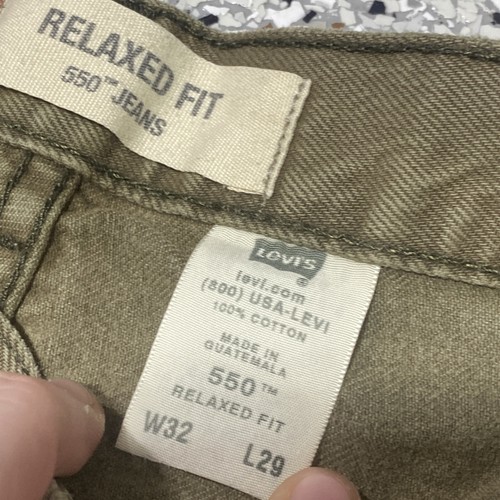 RELAXED FIT
550™ JEANS
LEVI'S
®
levi.com
(800) USA-LEVI
100% COTTON
MADE IN
GUATEMALA
550™
RELAXED FIT
W32 L29